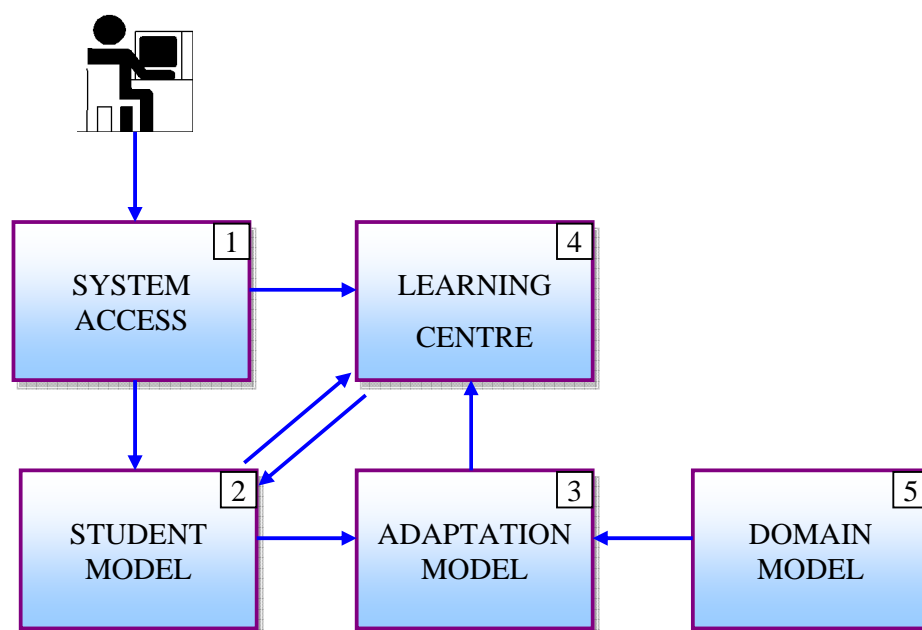 1
SYSTEM
ACCESS
4
LEARNING
CENTRE
2
STUDENT
MODEL
3
ADAPTATION
MODEL
5
DOMAIN
MODEL